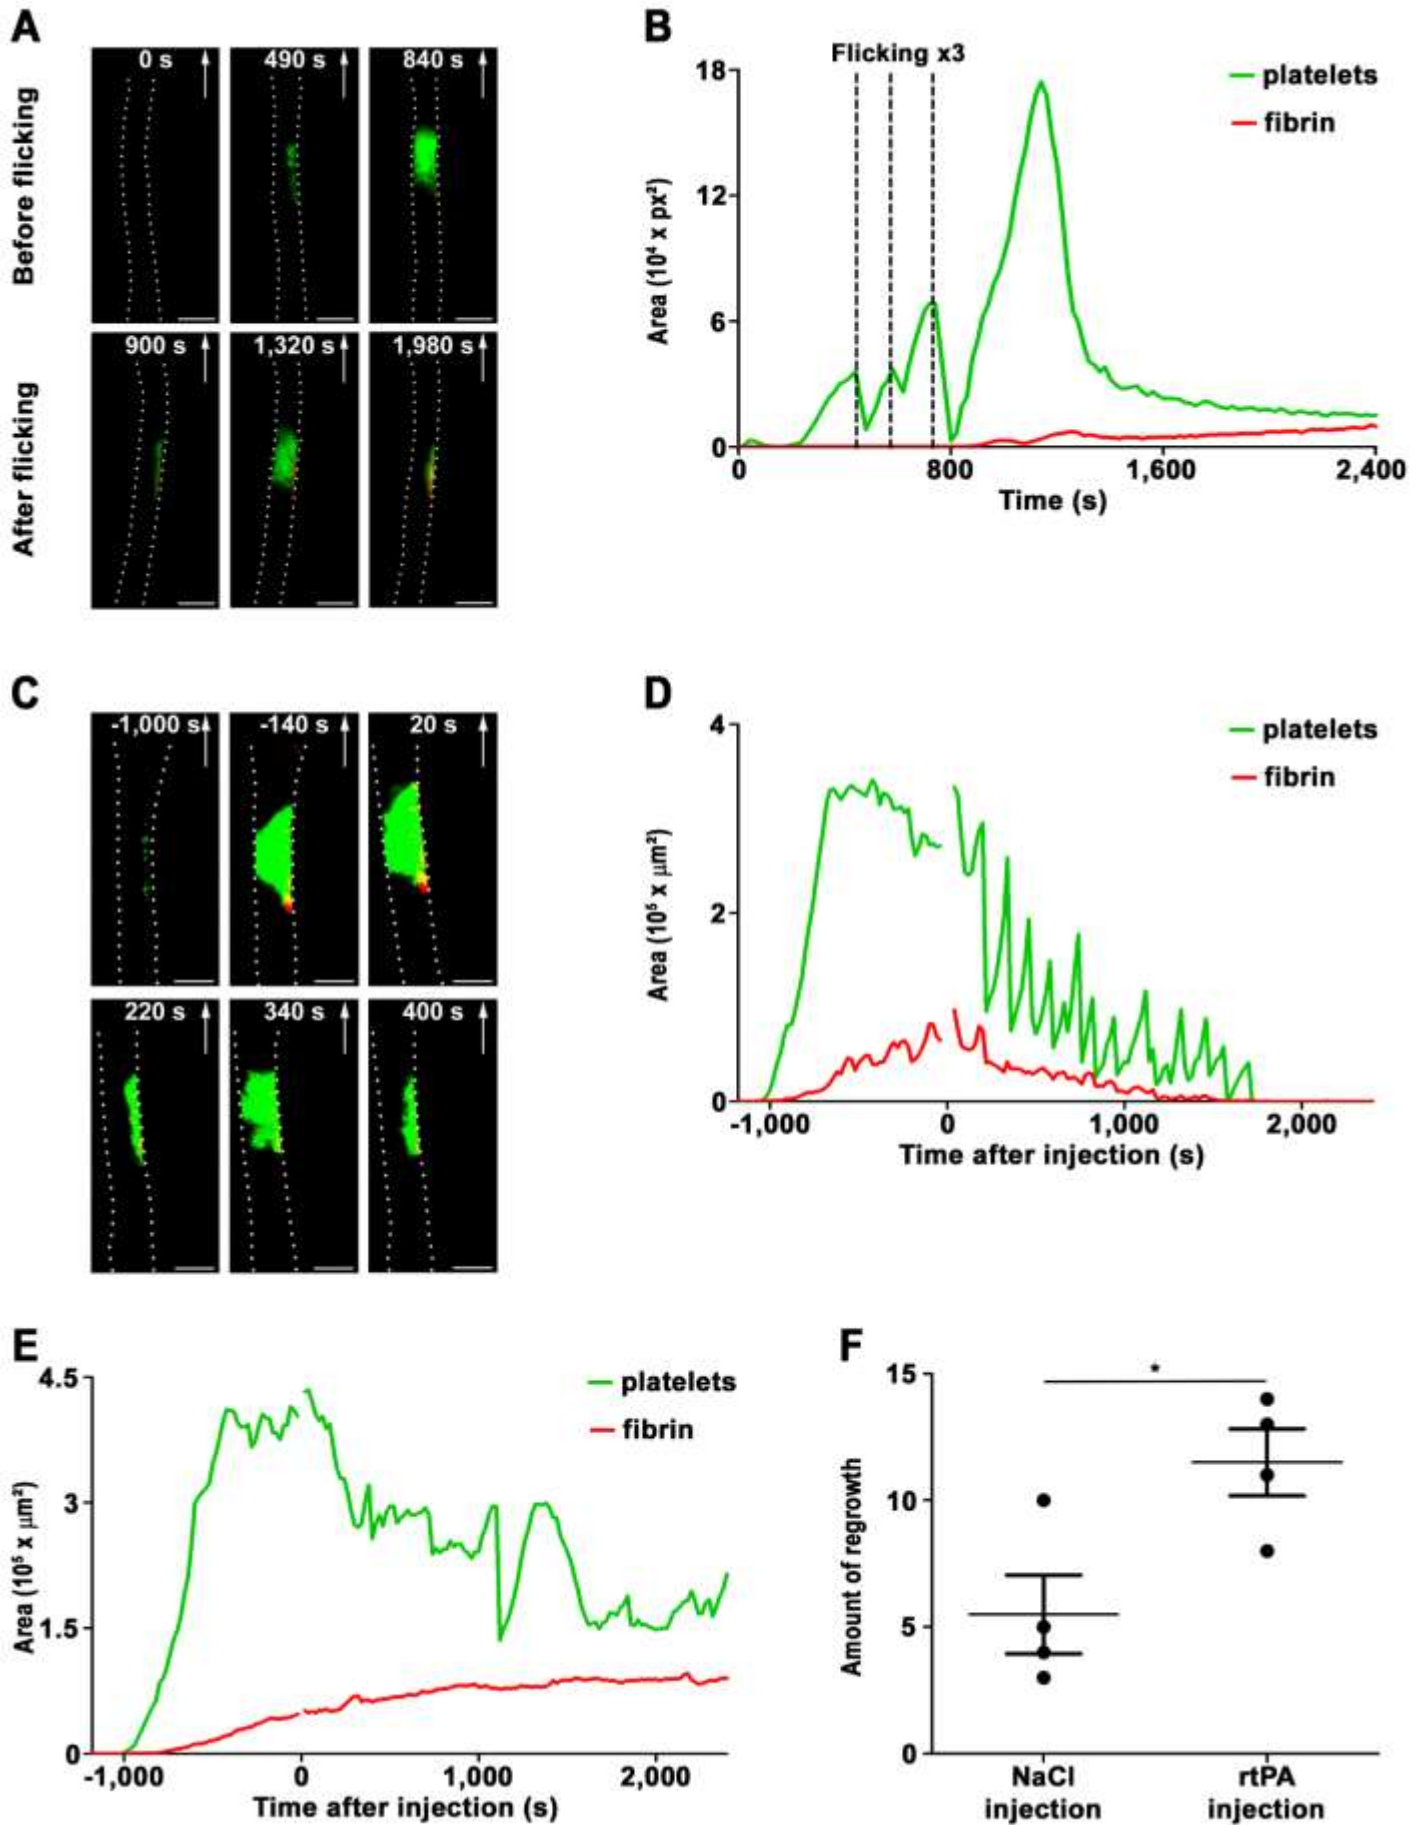 A
Before flicking
0 s
490 s
840 s
After flicking
900 s
1,320 s
1,980 s
B
Flicking x3
platelets
fibrin
Area (10⁴ x px²)
18
12
6
0
0
800
1,600
2,400
Time (s)
C
-1,000 s
-140 s
20 s
220 s
340 s
400 s
D
platelets
fibrin
Area (10⁵ x µm²)
4
2
0
-1,000
0
1,000
2,000
Time after injection (s)
E
platelets
fibrin
Area (10⁵ x µm²)
4.5
3
1.5
0
-1,000
0
1,000
2,000
Time after injection (s)
F
*
Amount of regrowth
15
10
5
0
NaCl
injection
rtPA
injection